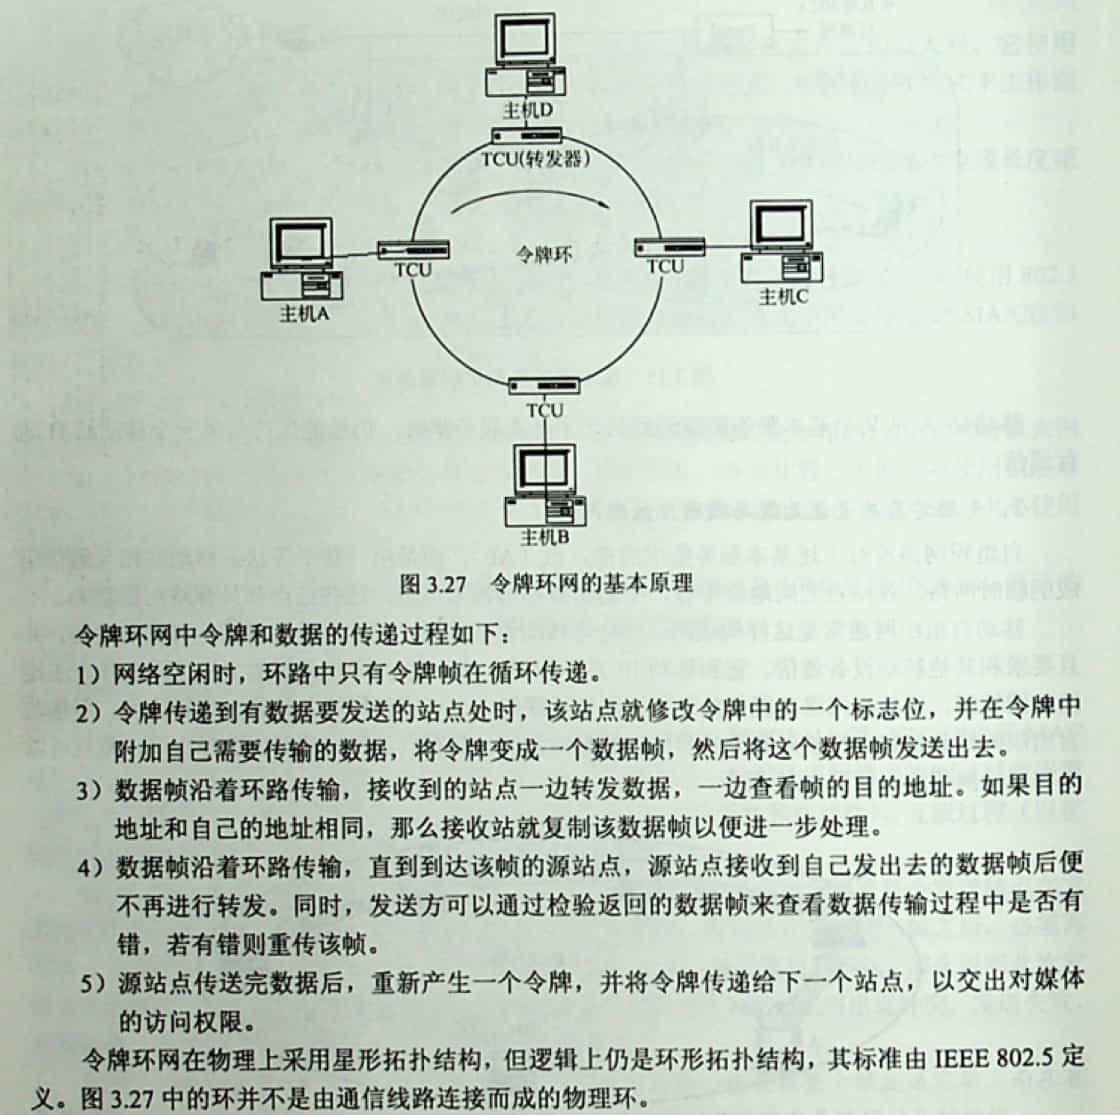 主机D
TCU(转发器)
令牌环
TCU
主机A
TCU
主机C
TCU
主机B
图 3.27 令牌环网的基本原理
令牌环网中令牌和数据的传递过程如下：
1）网络空闲时，环路中只有令牌帧在循环传递。
2）令牌传递到有数据要发送的站点处时，该站点就修改令牌中的一个标志位，并在令牌中
附加自己需要传输的数据，将令牌变成一个数据帧，然后将这个数据帧发送出去。
3）数据帧沿着环路传输，接收到的站点一边转发数据，一边查看帧的目的地址。如果目的
地址和自己的地址相同，那么接收站就复制该数据帧以便进一步处理。
4）数据帧沿着环路传输，直到到达该帧的源站点，源站点接收到自己发出去的数据帧后便
不再进行转发。同时，发送方可以通过检验返回的数据帧来查看数据传输过程中是否有
错，若有错则重传该帧。
5）源站点传送完数据后，重新产生一个令牌，并将令牌传递给下一个站点，以交出对媒体
的访问权限。
令牌环网在物理上采用星形拓扑结构，但逻辑上仍是环形拓扑结构，其标准由 IEEE 802.5 定
义。图 3.27 中的环并不是由通信线路连接而成的物理环。